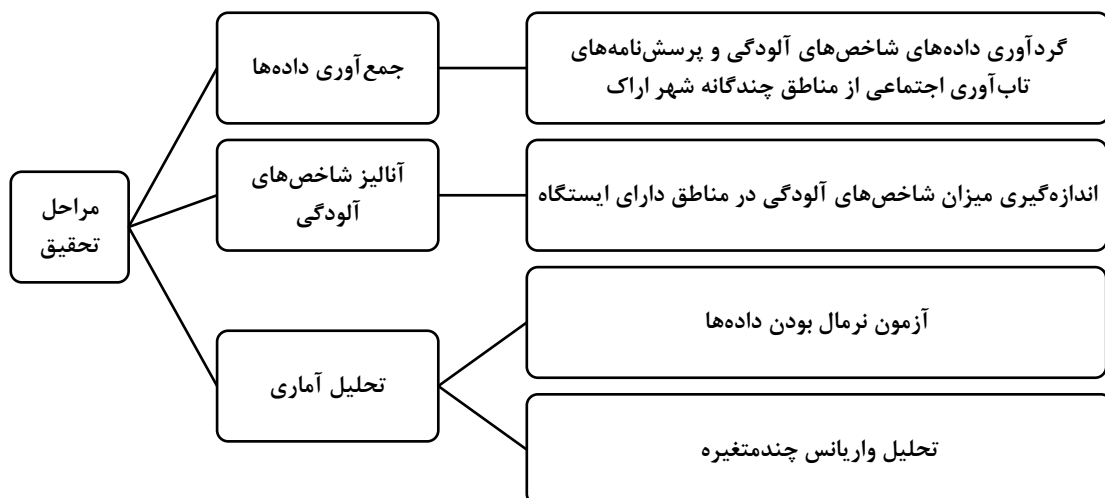 مراحل
تحقیق
جمع‌آوری داده‌ها
گردآوری داده‌های شاخص‌های آلودگی و پرسش‌نامه‌های
تاب‌آوری اجتماعی از مناطق چندگانه شهر اراک
آنالیز شاخص‌های
آلودگی
اندازه‌گیری میزان شاخص‌های آلودگی در مناطق دارای ایستگاه
تحلیل آماری
آزمون نرمال بودن داده‌ها
تحلیل واریانس چندمتغیره